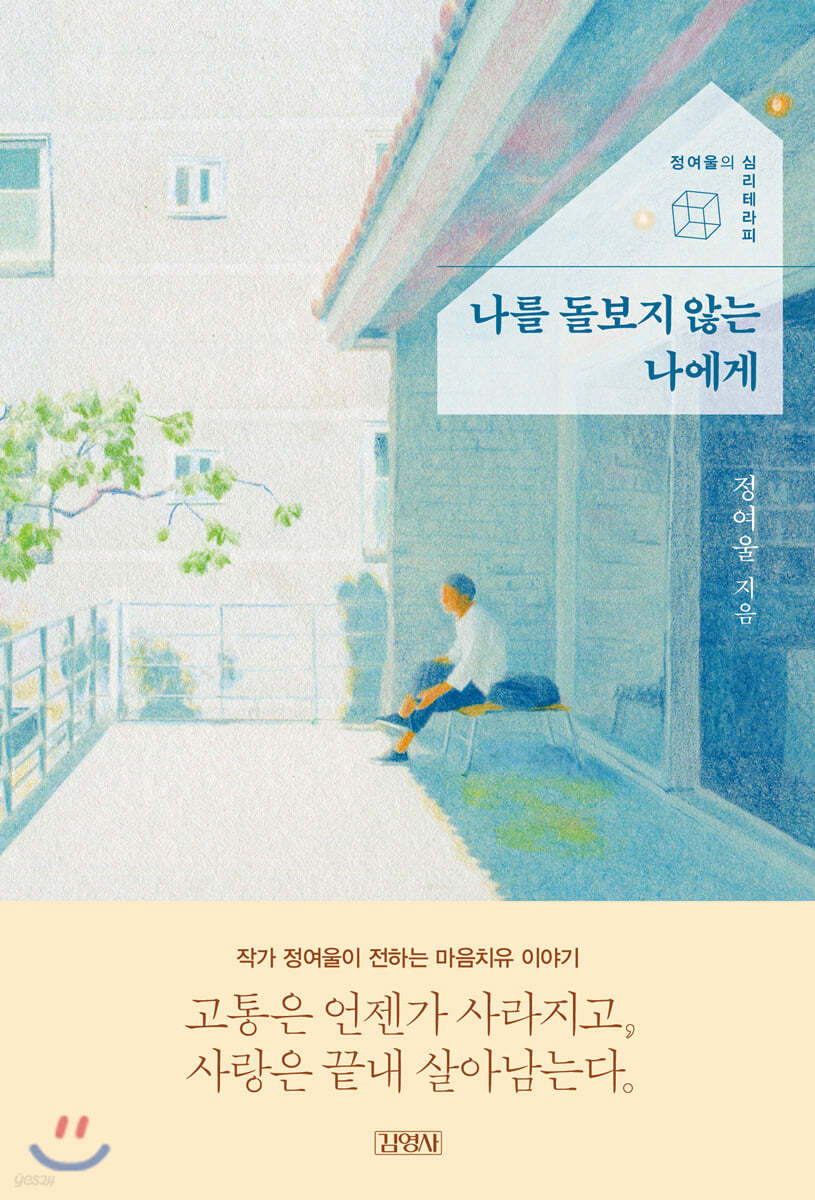 정여울의 심리테라피
나를 돌보지 않는
나에게
정여울 지음
작가 정여울이 전하는 마음치유 이야기
고통은 언젠가 사라지고,
사랑은 끝내 살아남는다.
김영사
yes24